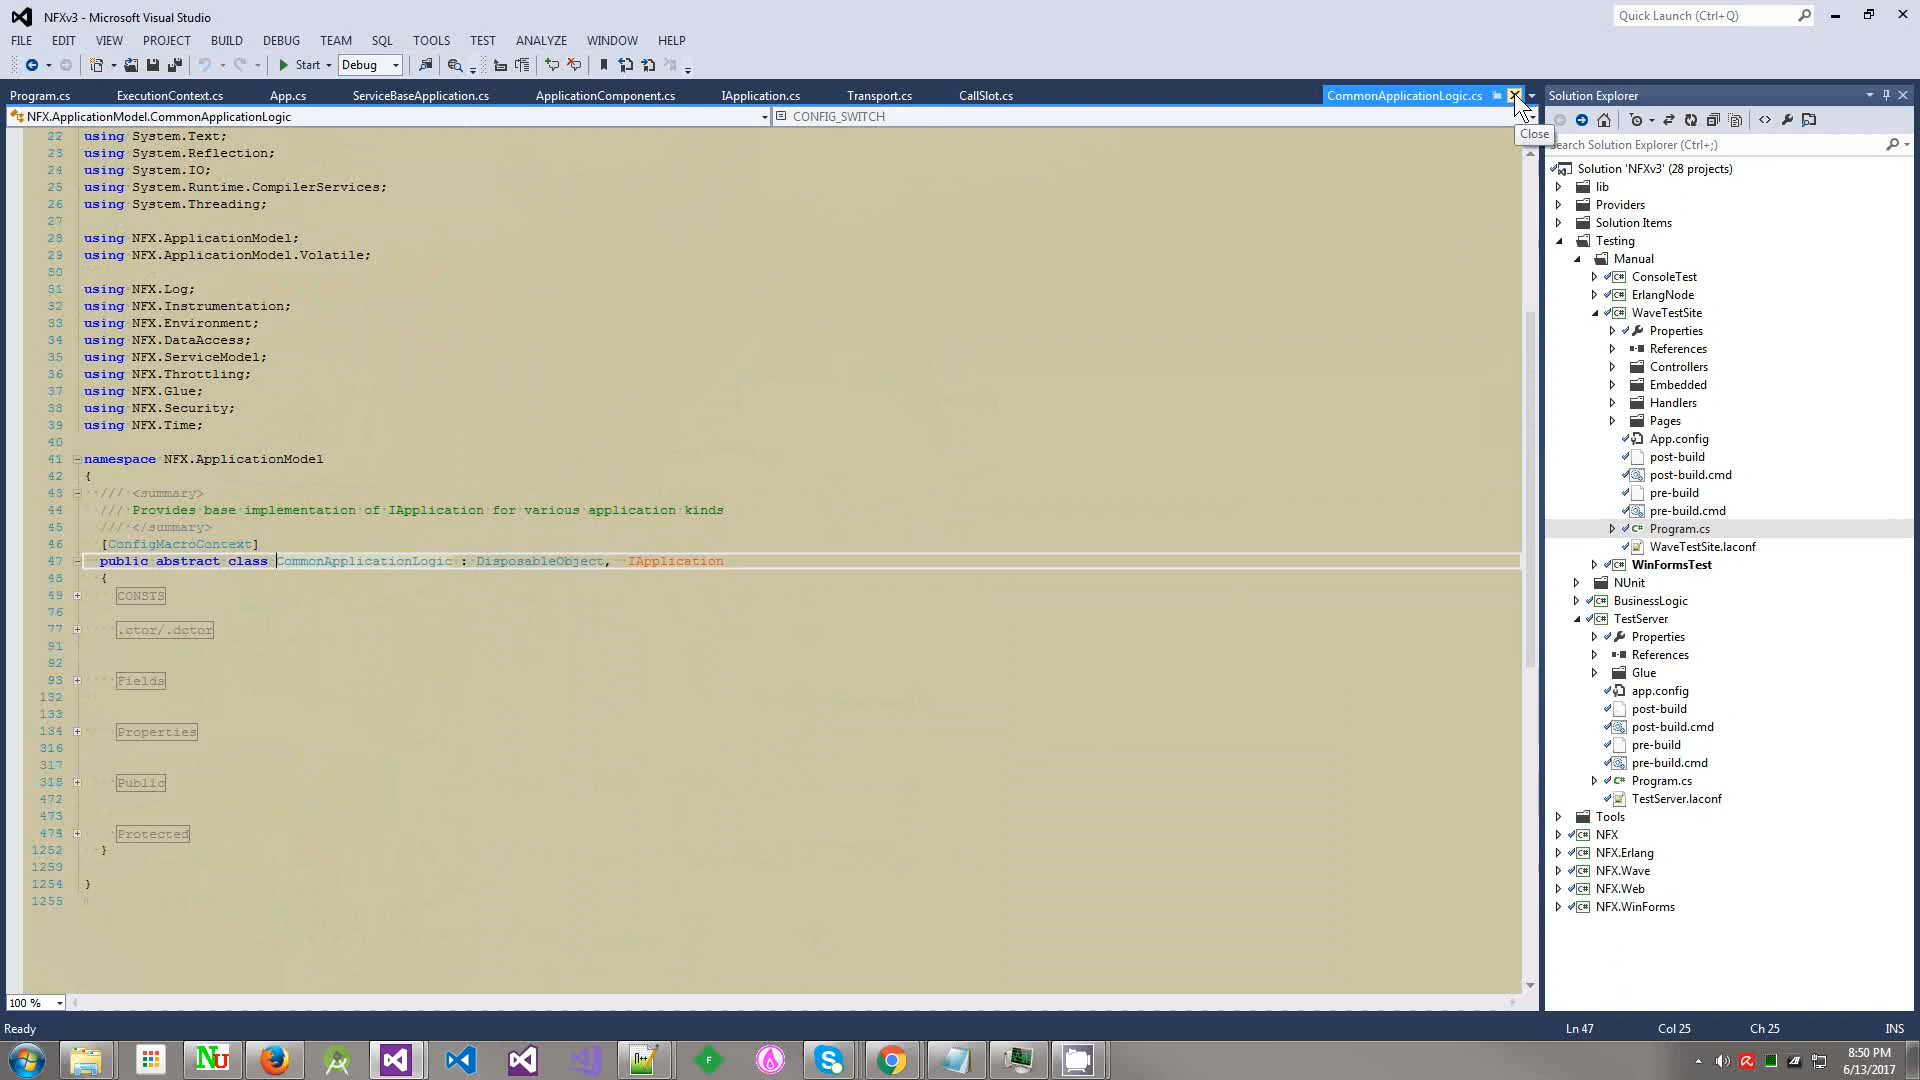 NFXv3 - Microsoft Visual Studio
Quick Launch (Ctrl+Q)
FILE EDIT VIEW PROJECT BUILD DEBUG TEAM SQL TOOLS TEST ANALYZE WINDOW HELP
Start Debug
Program.cs ExecutionContext.cs App.cs ServiceBaseApplication.cs ApplicationComponent.cs IApplication.cs Transport.cs CallSlot.cs CommonApplicationLogic.cs
NFX.ApplicationModel.CommonApplicationLogic CONFIG_SWITCH
Close
22 using System.Text;
23 using System.Reflection;
24 using System.IO;
25 using System.Runtime.CompilerServices;
26 using System.Threading;
27
28 using NFX.ApplicationModel;
29 using NFX.ApplicationModel.Volatile;
30
31 using NFX.Log;
32 using NFX.Instrumentation;
33 using NFX.Environment;
34 using NFX.DataAccess;
35 using NFX.ServiceModel;
36 using NFX.Throttling;
37 using NFX.Glue;
38 using NFX.Security;
39 using NFX.Time;
40
41 namespace NFX.ApplicationModel
42 {
43 /// <summary>
44 /// Provides base implementation of IApplication for various application kinds
45 /// </summary>
46 [ConfigMacroContext]
47 public abstract class CommonApplicationLogic : DisposableObject, IApplication
48 {
49 CONSTS
76
77 .ctor/.dctor
91
92
93 Fields
132
133
134 Properties
316
317
318 Public
472
473
474 Protected
1252 }
1253
1254 }
1255
100 %
Solution Explorer
Search Solution Explorer (Ctrl+;)
Solution 'NFXv3' (28 projects)
lib
Providers
Solution Items
Testing
Manual
ConsoleTest
ErlangNode
WaveTestSite
Properties
References
Controllers
Embedded
Handlers
Pages
App.config
post-build
post-build.cmd
pre-build
pre-build.cmd
Program.cs
WaveTestSite.laconf
WinFormsTest
NUnit
BusinessLogic
TestServer
Properties
References
Glue
app.config
post-build
post-build.cmd
pre-build
pre-build.cmd
Program.cs
TestServer.laconf
Tools
NFX
NFX.Erlang
NFX.Wave
NFX.Web
NFX.WinForms
Ready Ln 47 Col 25 Ch 25 INS
8:50 PM
6/13/2017